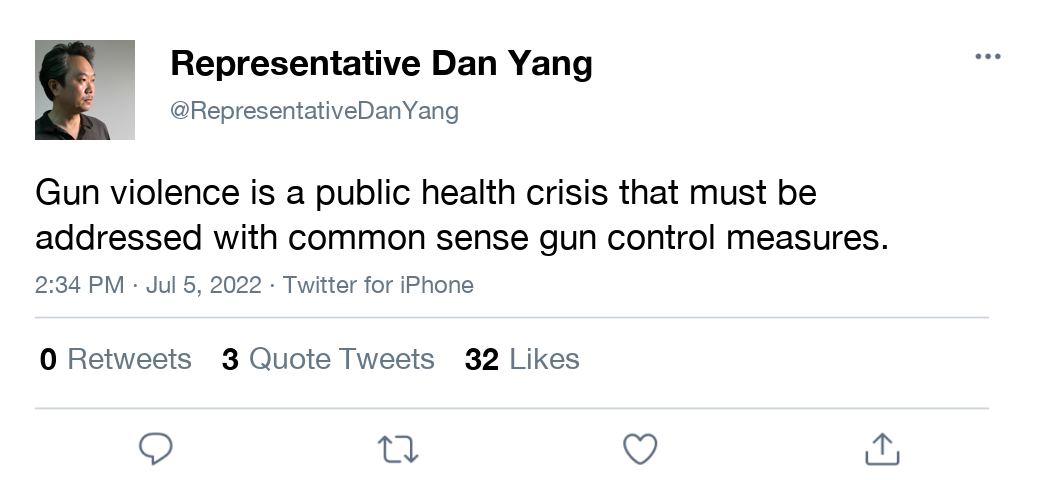 Representative Dan Yang
@RepresentativeDanYang
Gun violence is a public health crisis that must be
addressed with common sense gun control measures.
2:34 PM · Jul 5, 2022 · Twitter for iPhone
0 Retweets 3 Quote Tweets 32 Likes